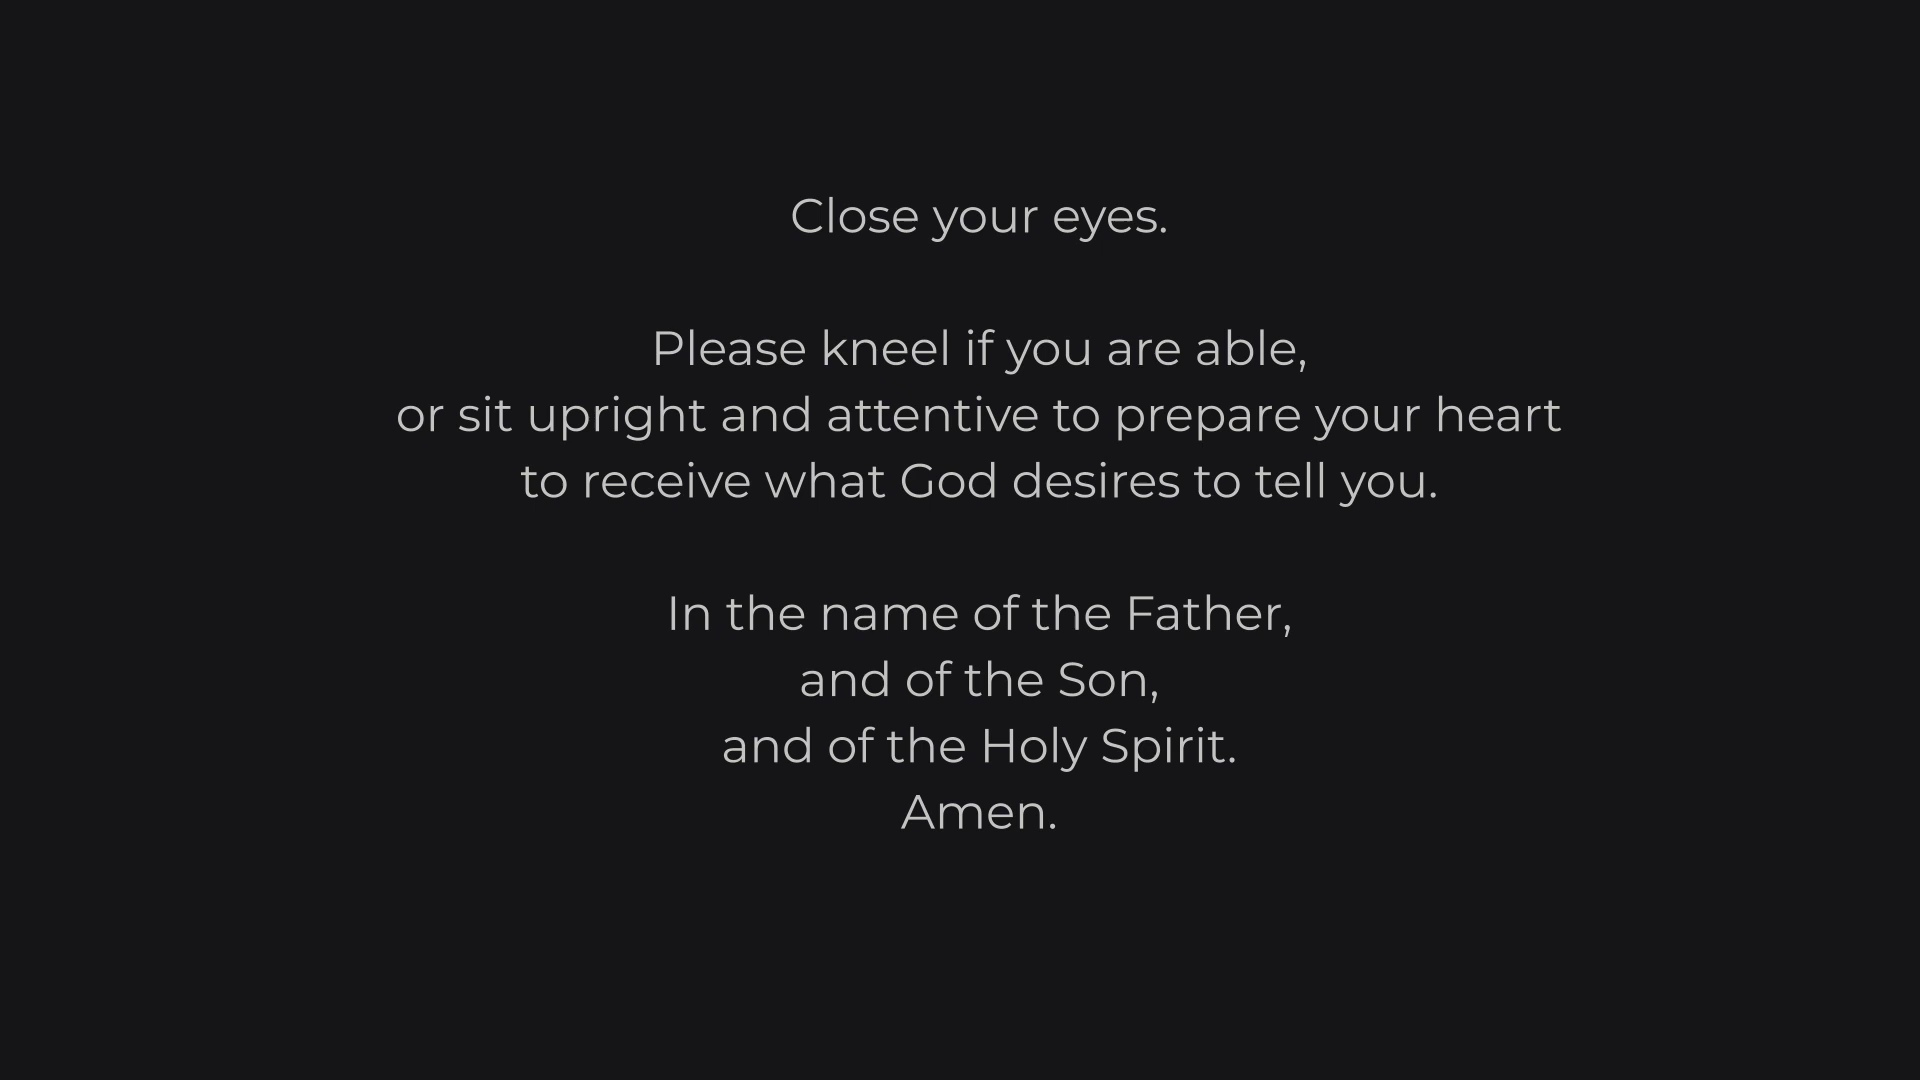 Close your eyes.
Please kneel if you are able,
or sit upright and attentive to prepare your heart
to receive what God desires to tell you.
In the name of the Father,
and of the Son,
and of the Holy Spirit.
Amen.